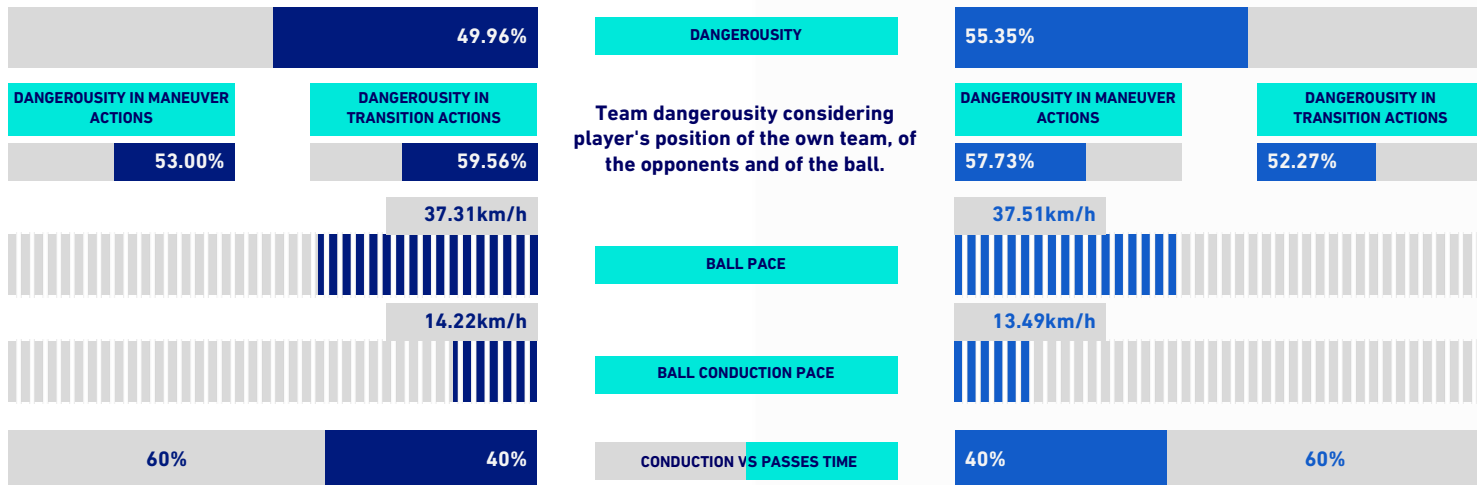 49.96%
DANGEROUSITY
55.35%
DANGEROUSITY IN MANEUVER
ACTIONS
DANGEROUSITY IN
TRANSITION ACTIONS
53.00%
59.56%
Team dangerousity considering
player's position of the own team, of
the opponents and of the ball.
DANGEROUSITY IN MANEUVER
ACTIONS
DANGEROUSITY IN
TRANSITION ACTIONS
57.73%
52.27%
37.31km/h
BALL PACE
37.51km/h
14.22km/h
BALL CONDUCTION PACE
13.49km/h
60%
40%
CONDUCTION VS PASSES TIME
40%
60%